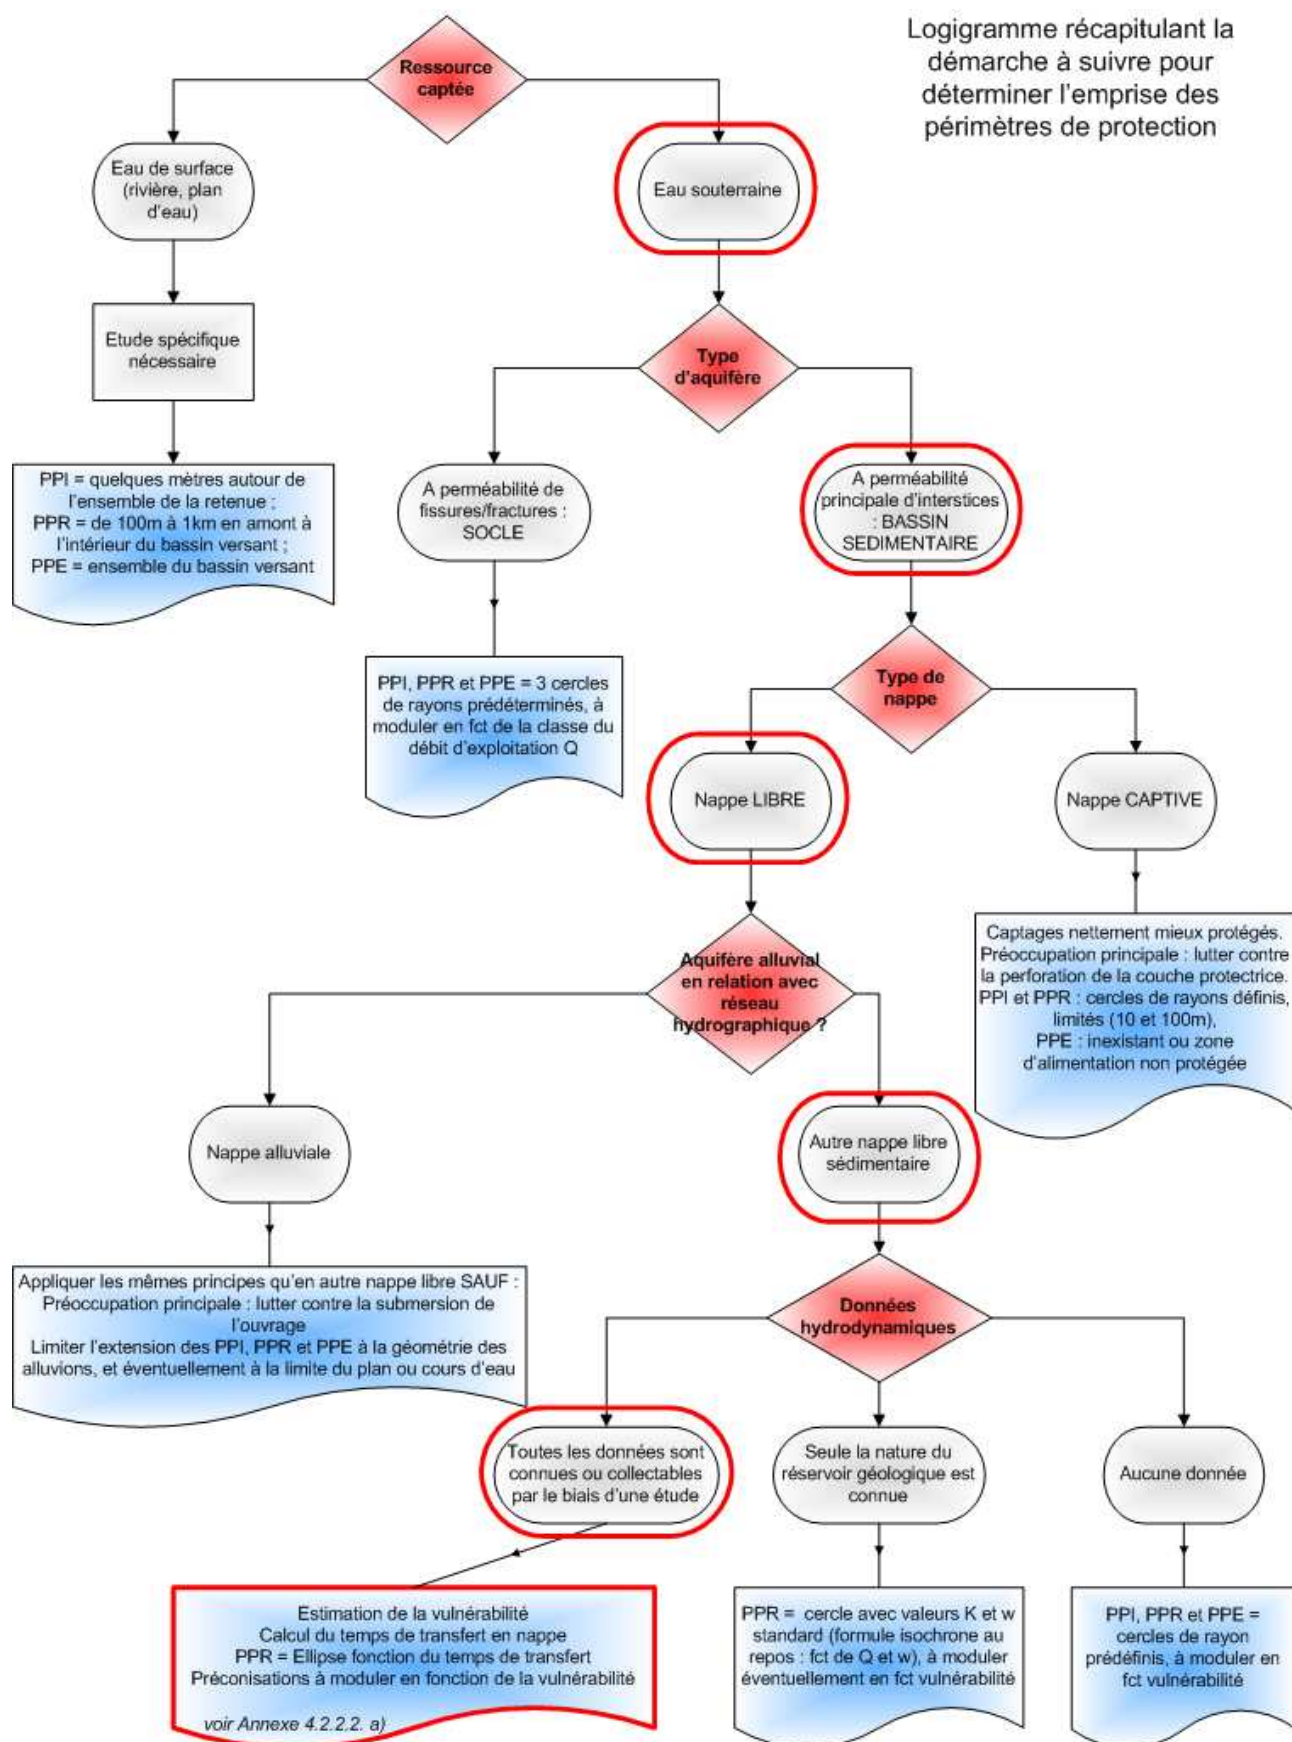 Logigramme récapitulant la
démarche à suivre pour
déterminer l'emprise des
périmètres de protection
Ressource
captée
Eau de surface
(rivière, plan
d'eau)
Eau souterraine
Etude spécifique
nécessaire
Type
d'aquifère
PPI = quelques mètres autour de
l'ensemble de la retenue ;
PPR = de 100m à 1km en amont à
l'intérieur du bassin versant ;
PPE = ensemble du bassin versant
A perméabilité de
fissures/fractures :
SOCLE
A perméabilité
principale d'interstices
: BASSIN
SEDIMENTAIRE
PPI, PPR et PPE = 3 cercles
de rayons prédéterminés, à
moduler en fct de la classe du
débit d'exploitation Q
Type de
nappe
Nappe LIBRE
Nappe CAPTIVE
Captages nettement mieux protégés.
Préoccupation principale : lutter contre
la perforation de la couche protectrice.
PPI et PPR : cercles de rayons définis,
limités (10 et 100m),
PPE : inexistant ou zone
d'alimentation non protégée
Aquifère alluvial
en relation avec
réseau
hydrographique ?
Nappe alluviale
Autre nappe libre
sédimentaire
Appliquer les mêmes principes qu'en autre nappe libre SAUF :
Préoccupation principale : lutter contre la submersion de
l'ouvrage
Limiter l'extension des PPI, PPR et PPE à la géométrie des
alluvions, et éventuellement à la limite du plan ou cours d'eau
Données
hydrodynamiques
Toutes les données sont
connues ou collectables
par le biais d'une étude
Seule la nature du
réservoir géologique est
connue
Aucune donnée
Estimation de la vulnérabilité
Calcul du temps de transfert en nappe
PPR = Ellipse fonction du temps de transfert
Préconisations à moduler en fonction de la vulnérabilité
voir Annexe 4.2.2.2. a)
PPR = cercle avec valeurs K et w
standard (formule isochrone au
repos : fct de Q et w), à moduler
éventuellement en fct vulnérabilité
PPI, PPR et PPE =
cercles de rayon
prédéfinis, à moduler en
fct vulnérabilité